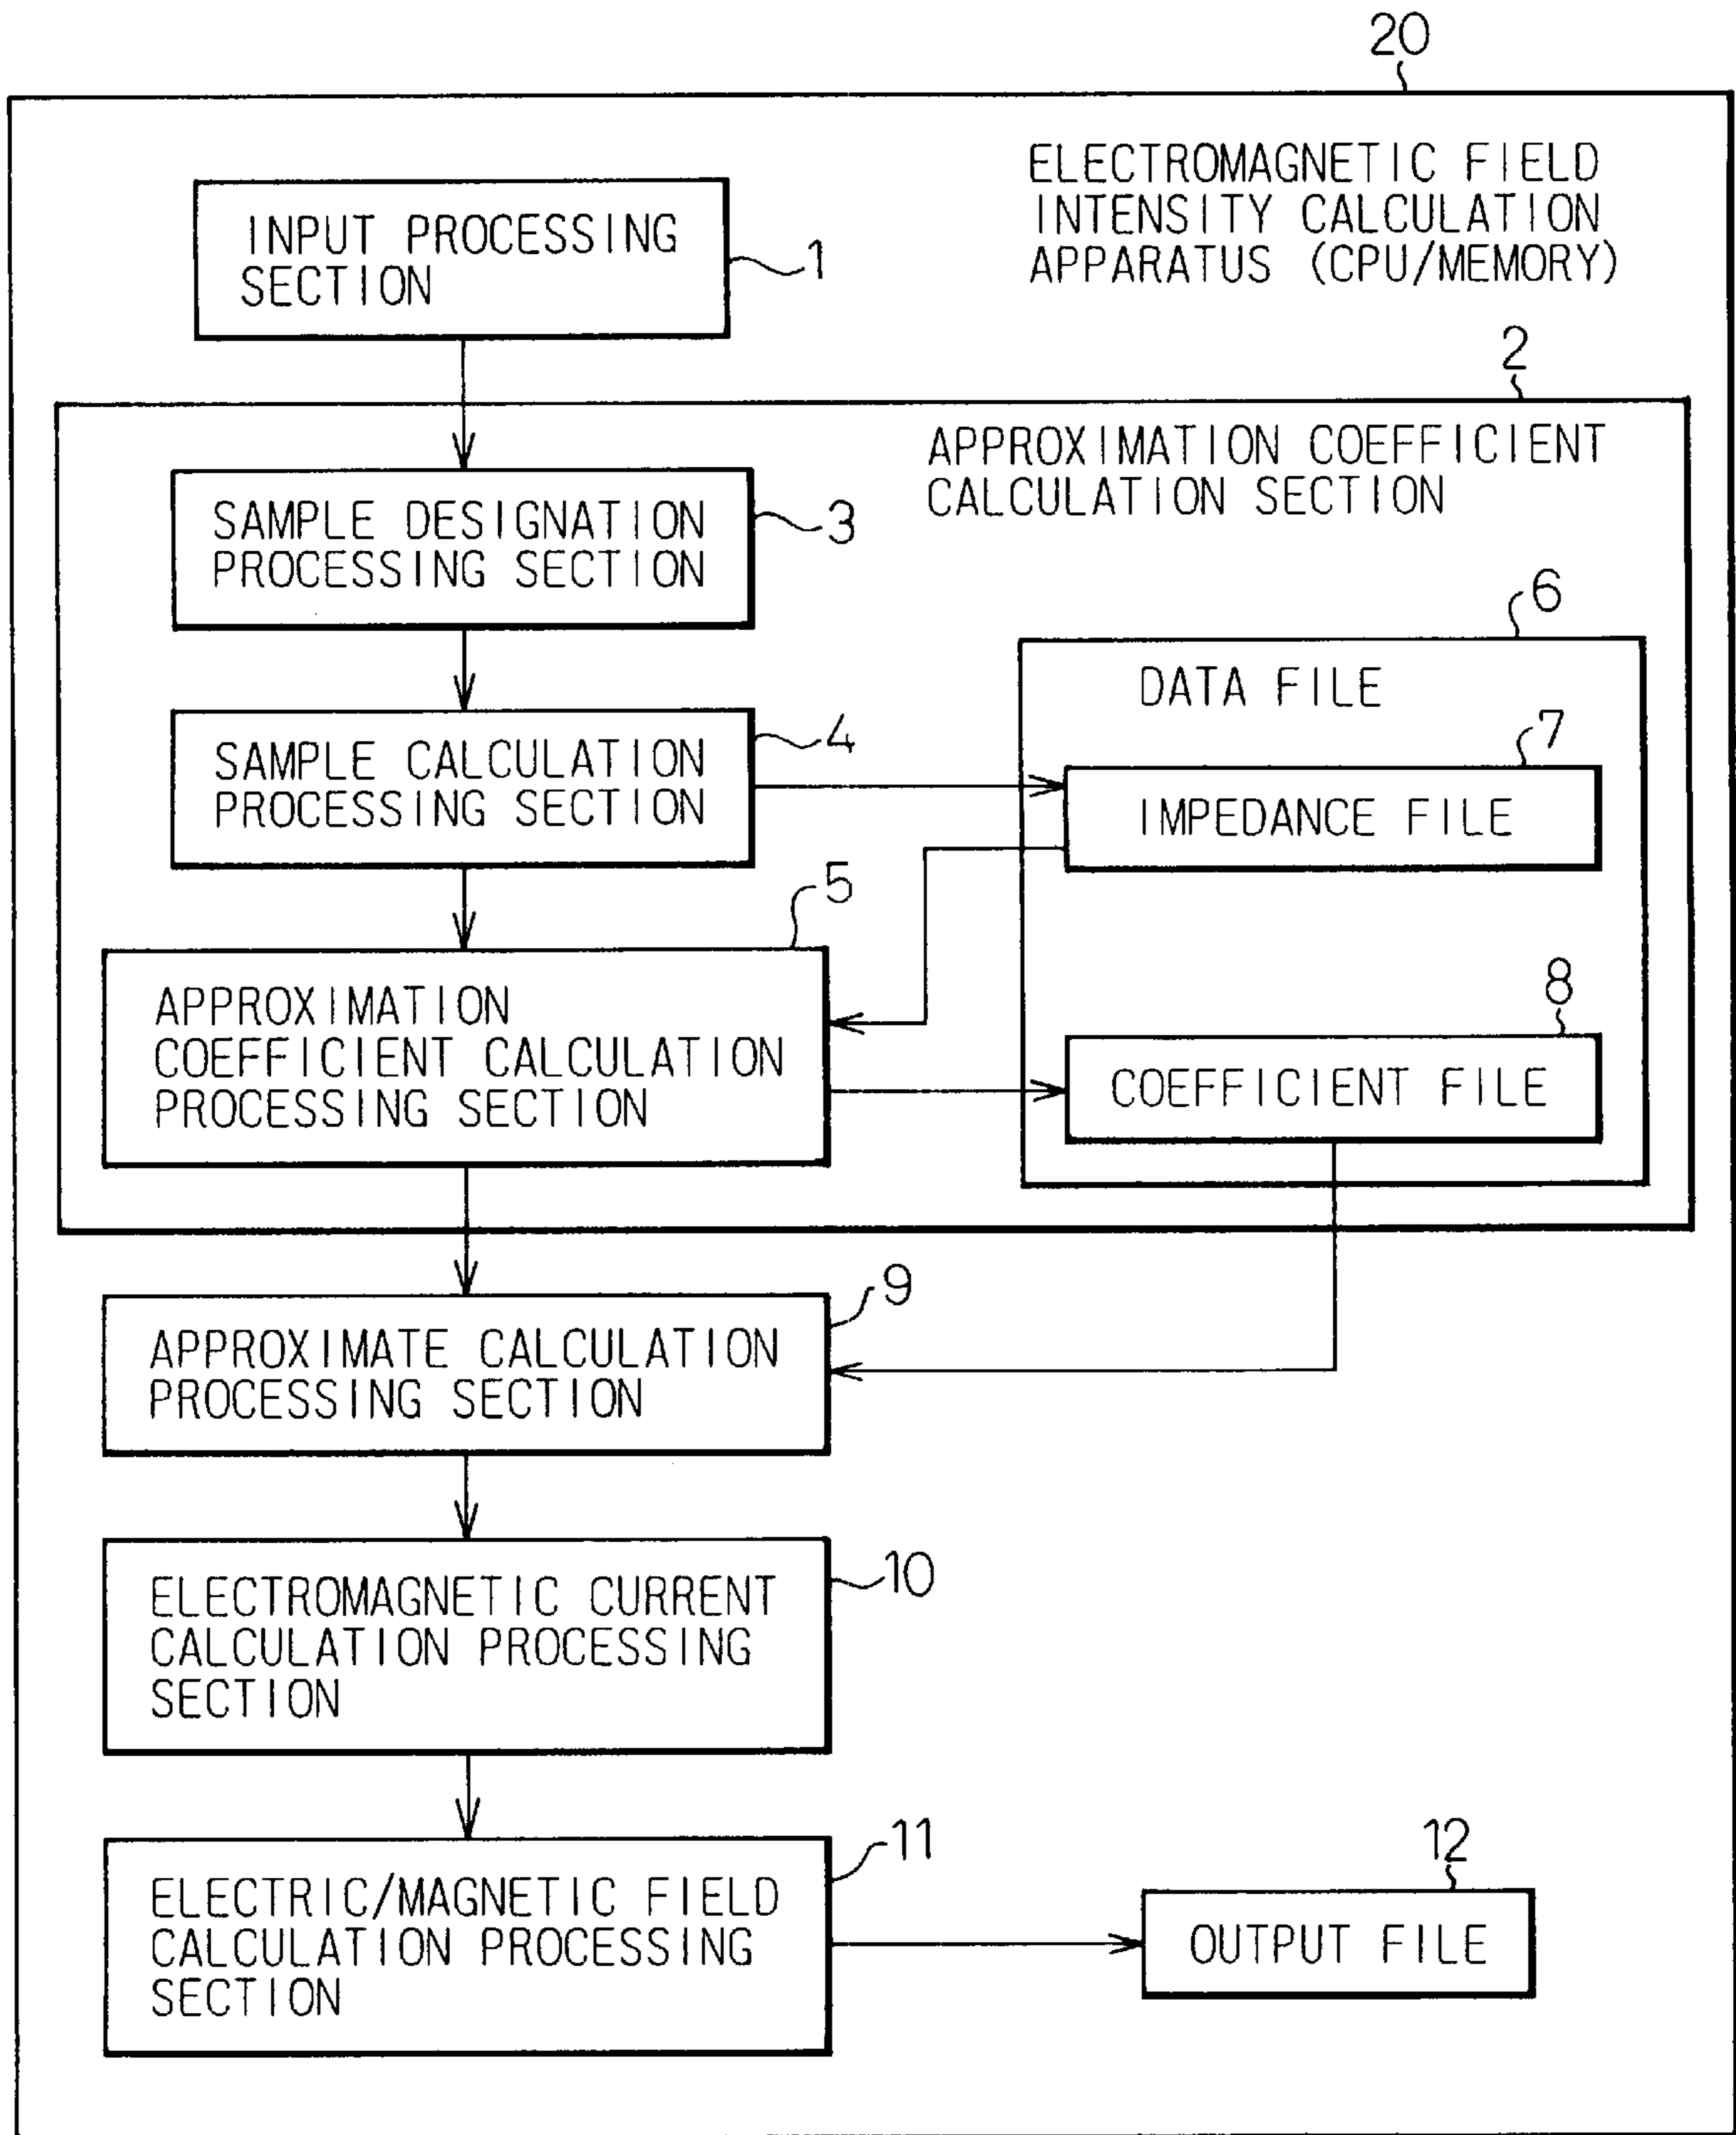 20
ELECTROMAGNETIC FIELD
INTENSITY CALCULATION
APPARATUS (CPU/MEMORY)
INPUT PROCESSING
SECTION
1
2
APPROXIMATION COEFFICIENT
CALCULATION SECTION
SAMPLE DESIGNATION
PROCESSING SECTION
3
6
DATA FILE
SAMPLE CALCULATION
PROCESSING SECTION
4
7
IMPEDANCE FILE
5
APPROXIMATION
COEFFICIENT CALCULATION
PROCESSING SECTION
8
COEFFICIENT FILE
9
APPROXIMATE CALCULATION
PROCESSING SECTION
10
ELECTROMAGNETIC CURRENT
CALCULATION PROCESSING
SECTION
11
ELECTRIC/MAGNETIC FIELD
CALCULATION PROCESSING
SECTION
12
OUTPUT FILE